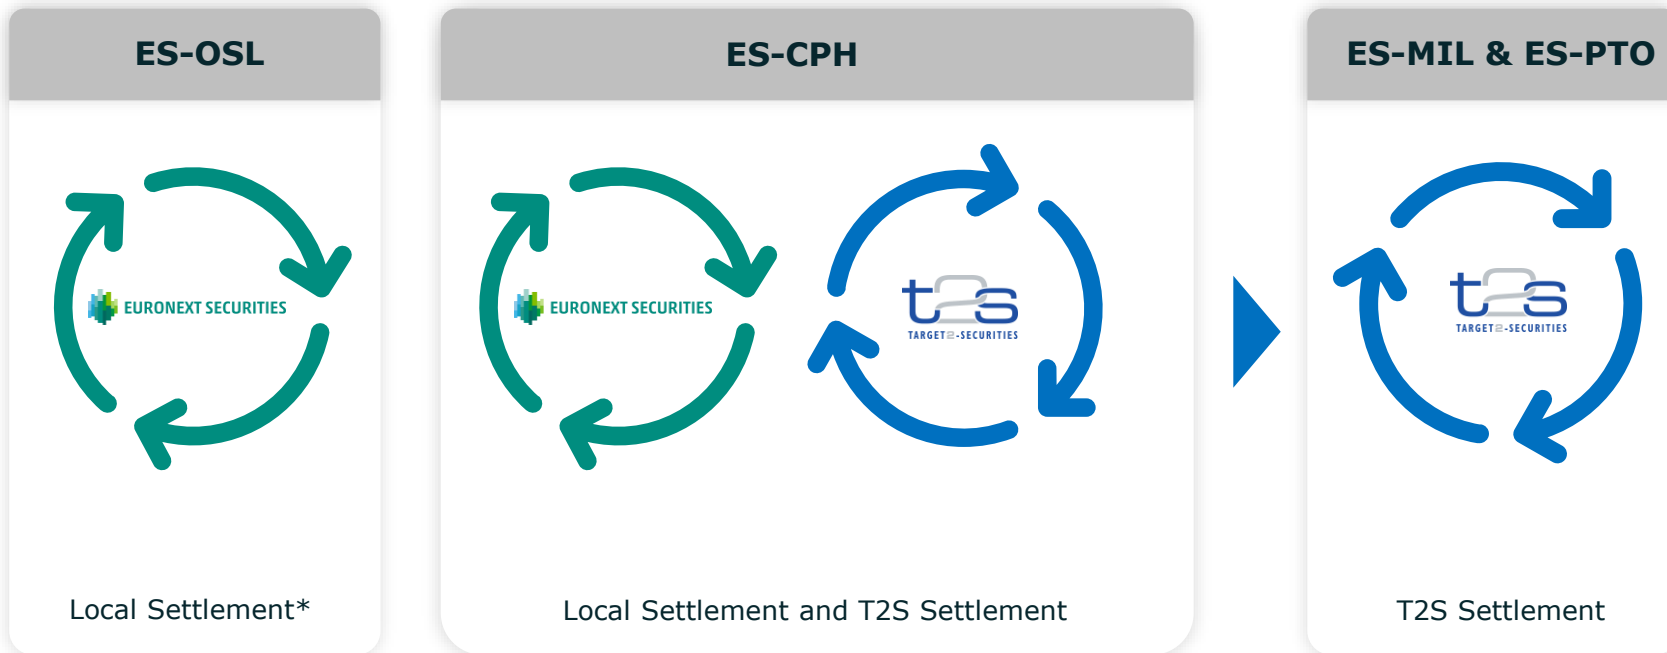 ES-OSL
EURONEXT SECURITIES
Local Settlement*
ES-CPH
EURONEXT SECURITIES
t2s
TARGET2-SECURITIES
Local Settlement and T2S Settlement
ES-MIL & ES-PTO
t2s
TARGET2-SECURITIES
T2S Settlement